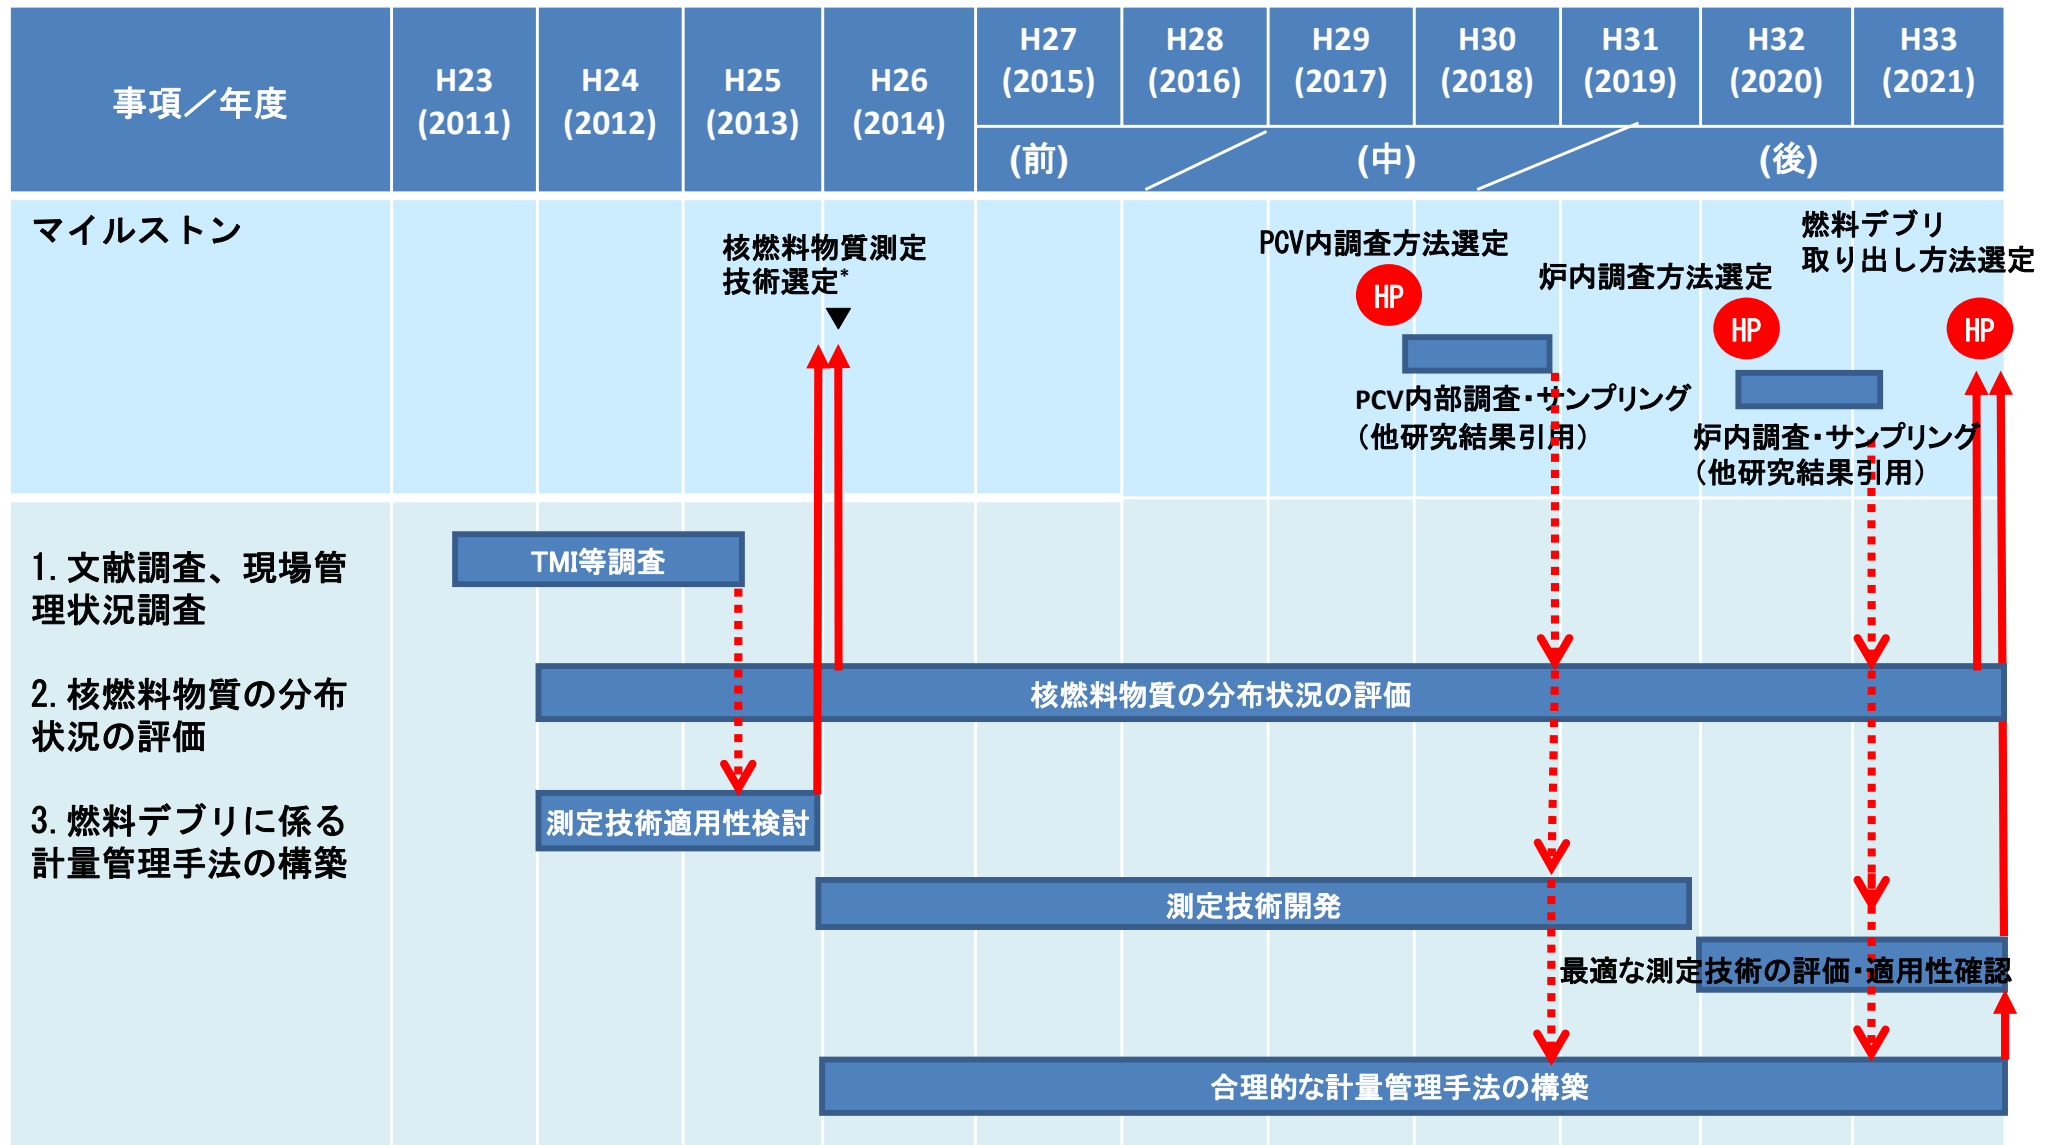 事項／年度
H23
(2011)
H24
(2012)
H25
(2013)
H26
(2014)
H27
(2015)
H28
(2016)
H29
(2017)
H30
(2018)
H31
(2019)
H32
(2020)
H33
(2021)
(前)
(中)
(後)
マイルストン
核燃料物質測定
技術選定*
PCV内調査方法選定
HP
炉内調査方法選定
HP
燃料デブリ
取り出し方法選定
HP
PCV内部調査・サンプリング
（他研究結果引用）
炉内調査・サンプリング
（他研究結果引用）
1. 文献調査、現場管
理状況調査
TMI等調査
2. 核燃料物質の分布
状況の評価
核燃料物質の分布状況の評価
3. 燃料デブリに係る
計量管理手法の構築
測定技術適用性検討
測定技術開発
最適な測定技術の評価・適用性確認
合理的な計量管理手法の構築